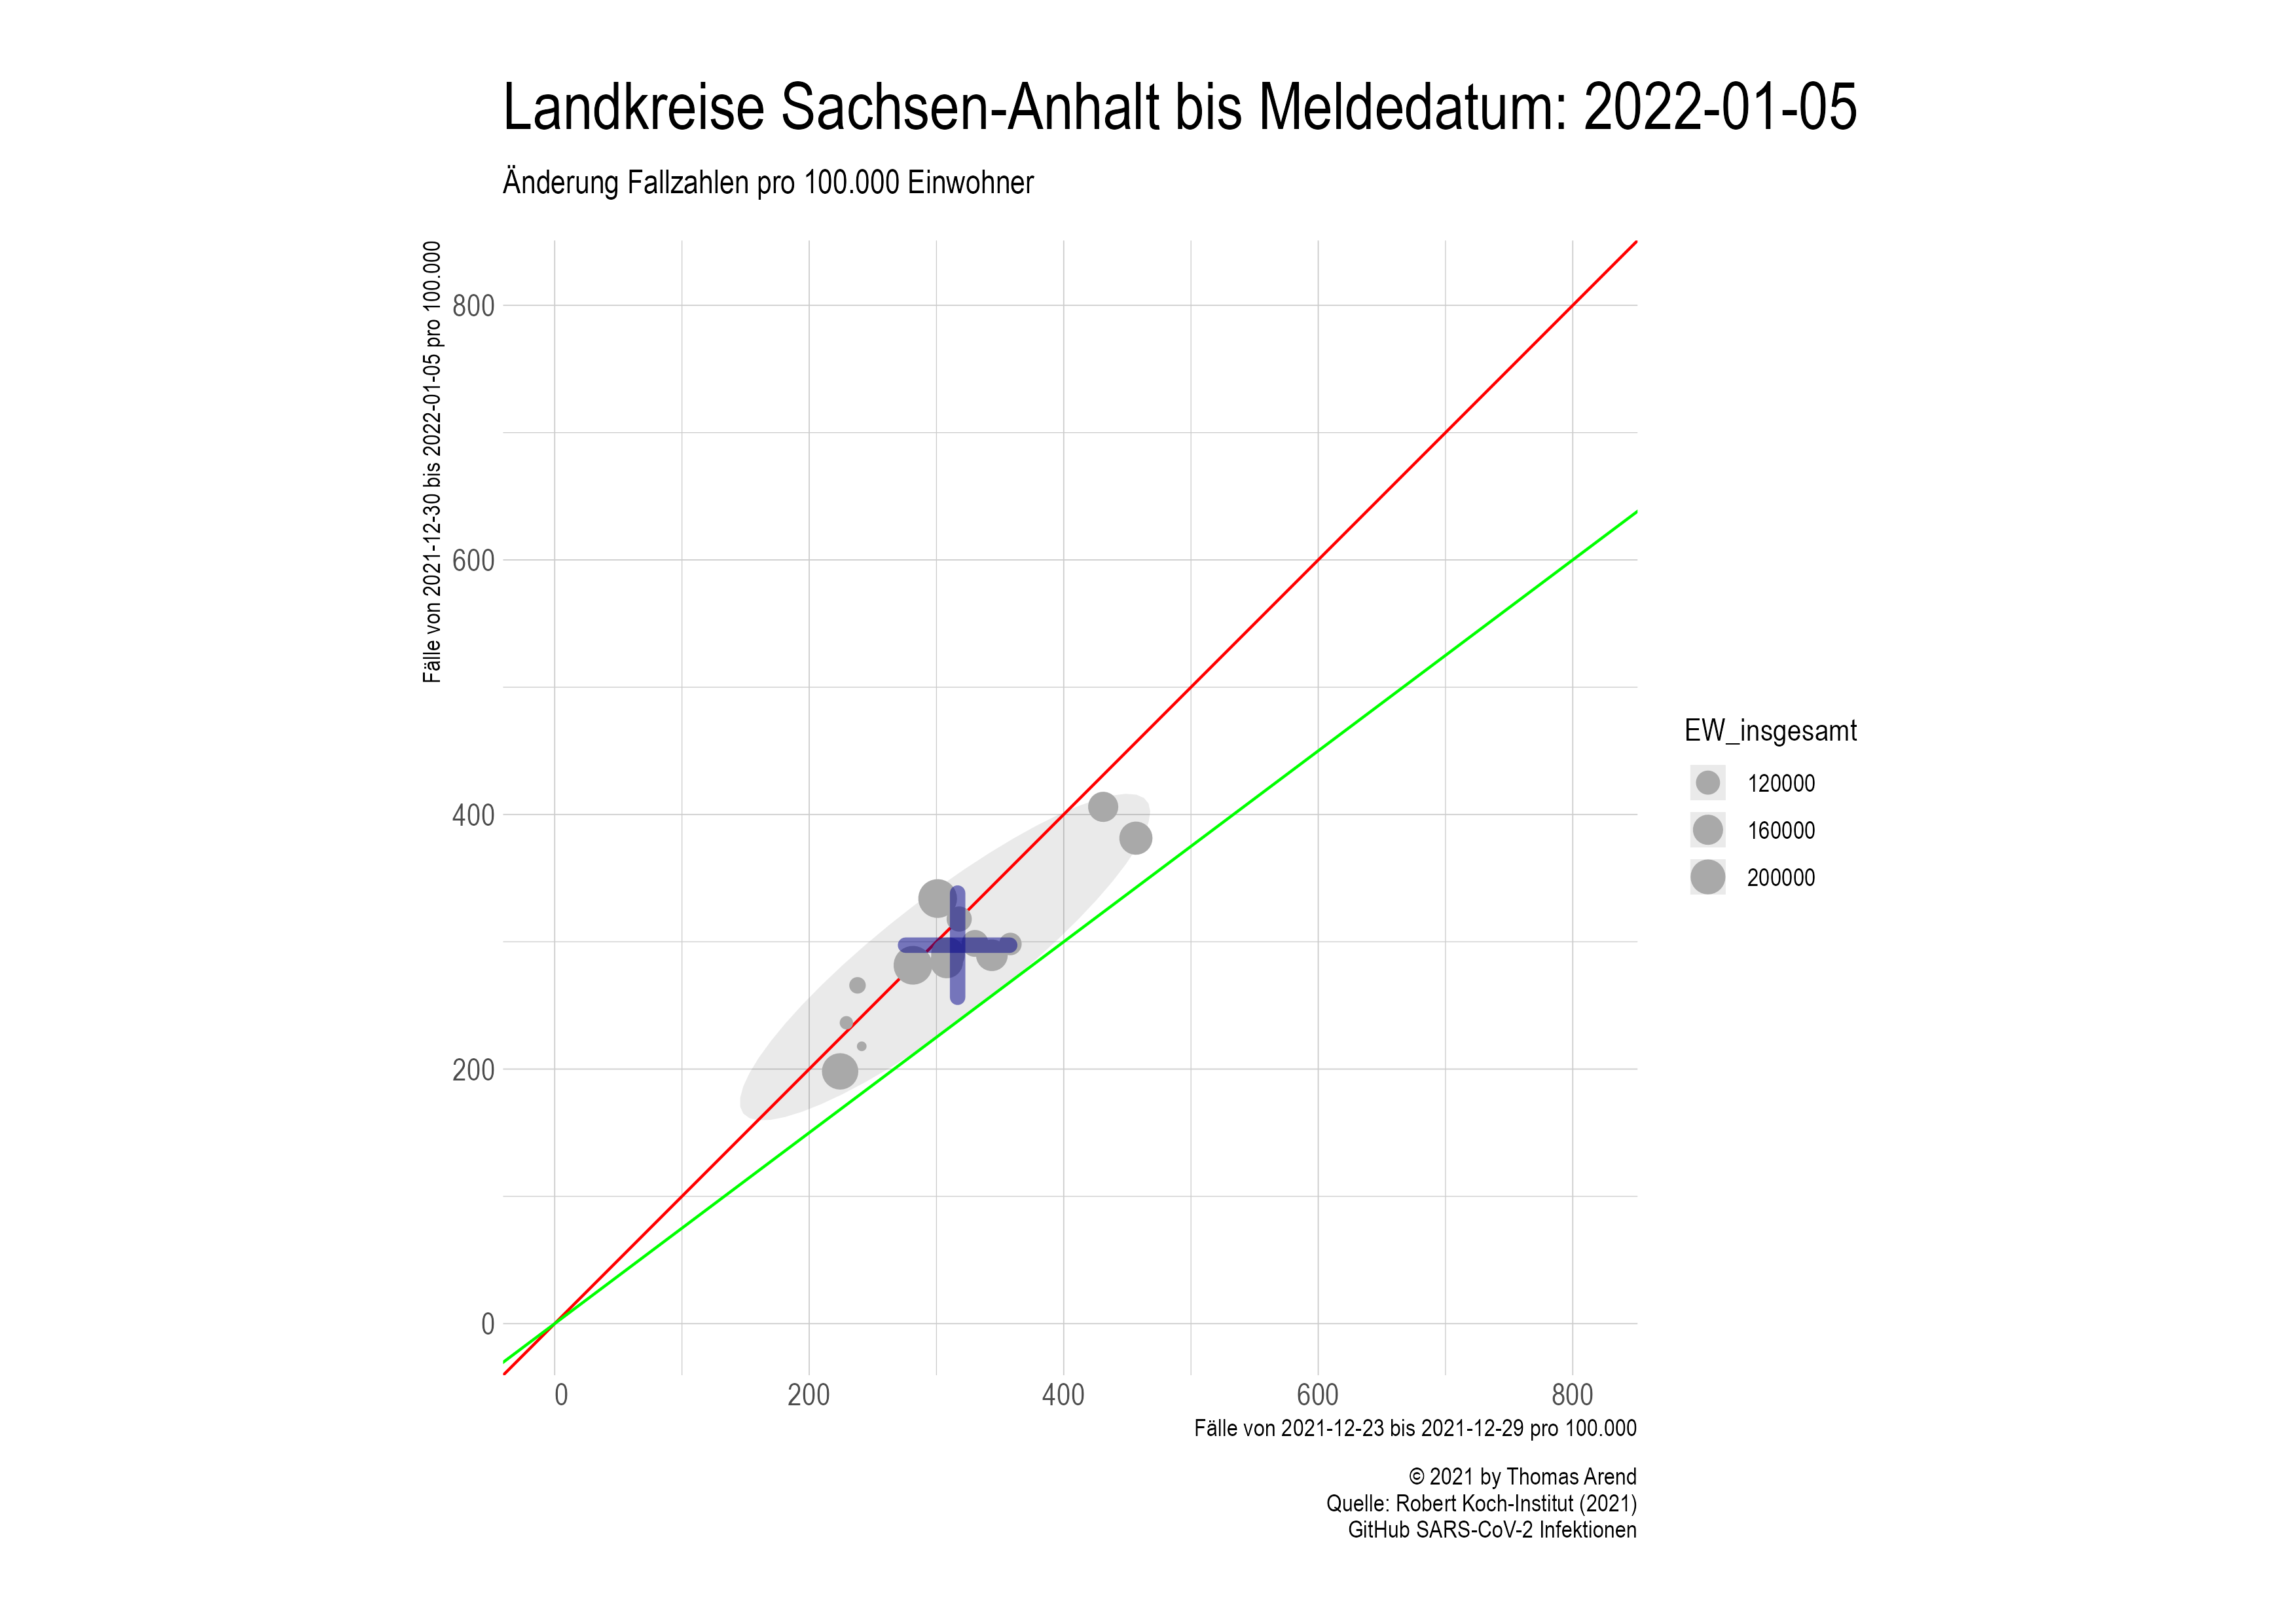 Landkreise Sachsen-Anhalt bis Meldedatum: 2022-01-05
Änderung Fallzahlen pro 100.000 Einwohner
Fälle von 2021-12-30 bis 2022-01-05 pro 100.000
800
600
400
200
0
0
200
400
600
800
Fälle von 2021-12-23 bis 2021-12-29 pro 100.000
EW_insgesamt
120000
160000
200000
© 2021 by Thomas Arend
Quelle: Robert Koch-Institut (2021)
GitHub SARS-CoV-2 Infektionen